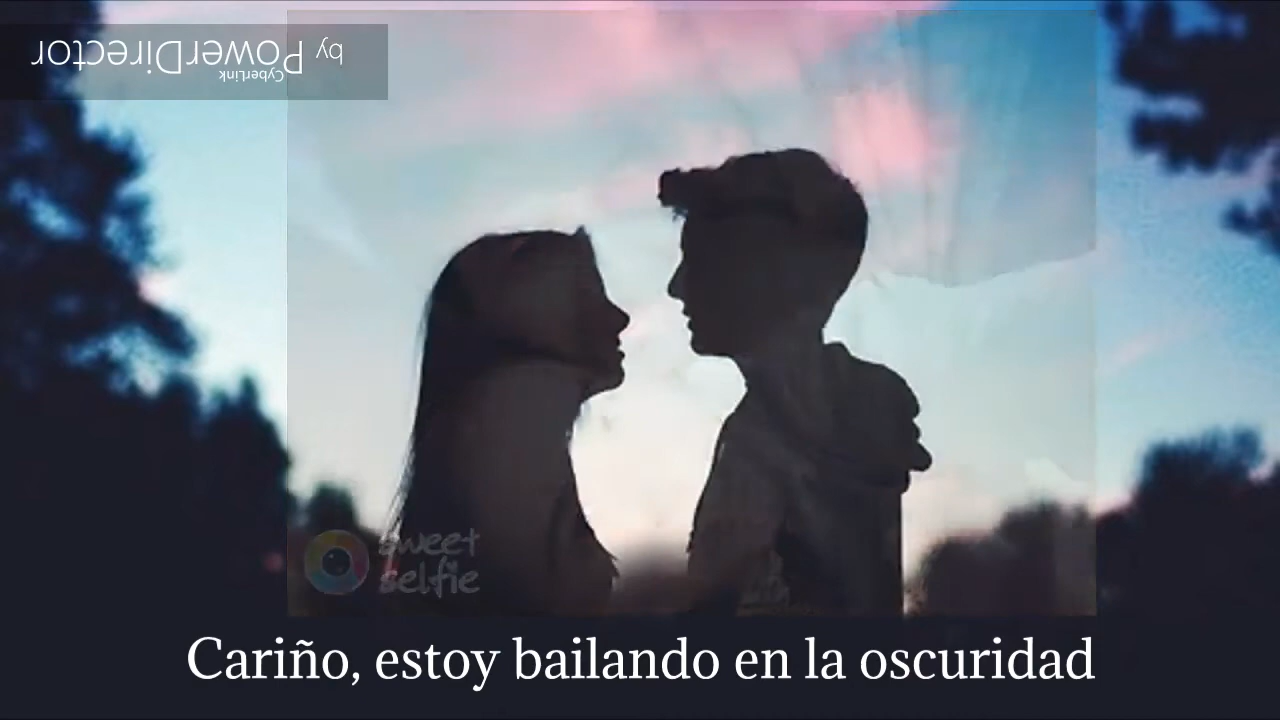 by PowerDirector
CyberLink
sweet
selfie
Cariño, estoy bailando en la oscuridad